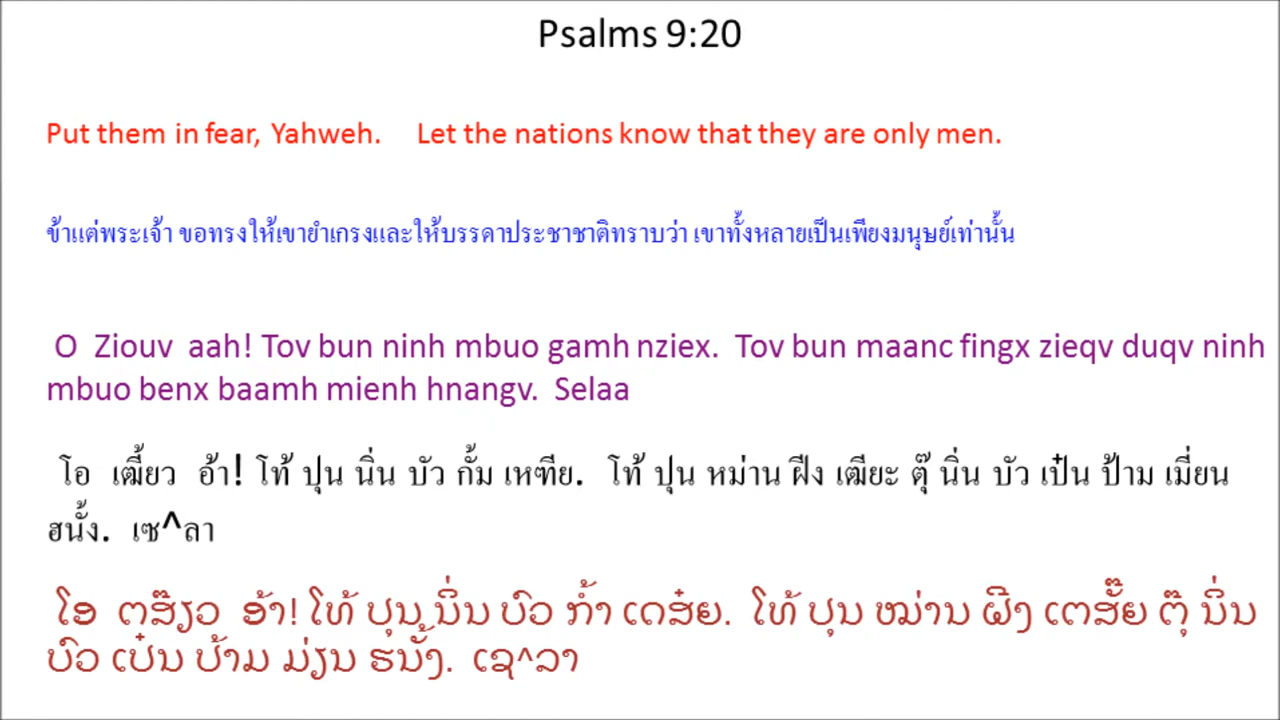 Psalms 9:20
Put them in fear, Yahweh. Let the nations know that they are only men.
ข้าแต่พระเจ้า ขอทรงให้เขายำเกรงและให้บรรดาประชาชาติทราบว่า เขาทั้งหลายเป็นเพียงมนุษย์เท่านั้น
O Ziouv aah! Tov bun ninh mbuo gamh nziex. Tov bun maanc fingx zieqv duqv ninh
mbuo benx baamh mienh hnangv. Selaa
โอ เฒี้ยว อ้า! โท้ ปุน นิ่น บัว กั้ม เหฑีย. โท้ ปุน หม่าน ฝีง เฒียะ ตุ๊ นิ่น บัว เป๋น ป้าม เมี่ยน
ฮนั้ง. เซ^ลา
ໂອ ຕສ໊ຽວ ອ້າ! ໂທ້ ປຸນ ນິ່ນ ບົວ ກ້ຳ ເດສ໋ຍ. ໂທ້ ປຸນ ໝ່ານ ຝີງ ເຕສັ໊ຍ ຕຸ໊ ນິ່ນ
ບົວ ເປ໋ນ ປ້າມ ມ່ຽນ ຮນັ້ງ. ເຊ^ລາ